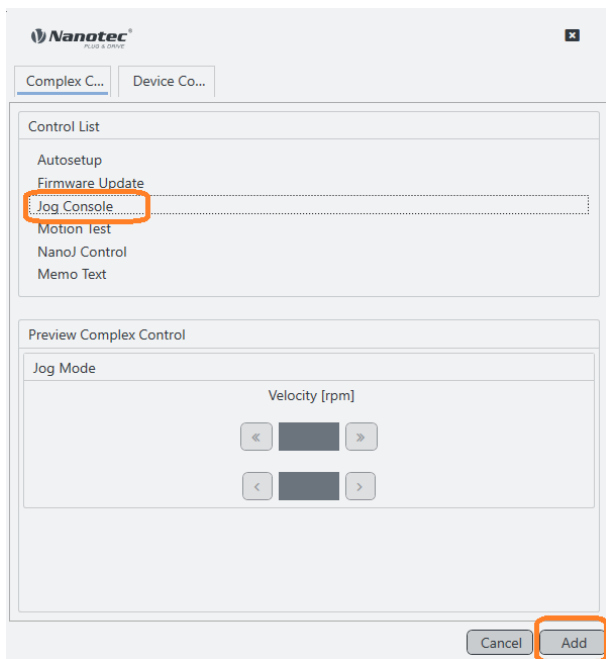 Nanotec®
PLUG & DRIVE
Complex C... Device Co...
Control List
Autosetup
Firmware Update
Jog Console
Motion Test
NanoJ Control
Memo Text
Preview Complex Control
Jog Mode
Velocity [rpm]
« »
< >
Cancel Add